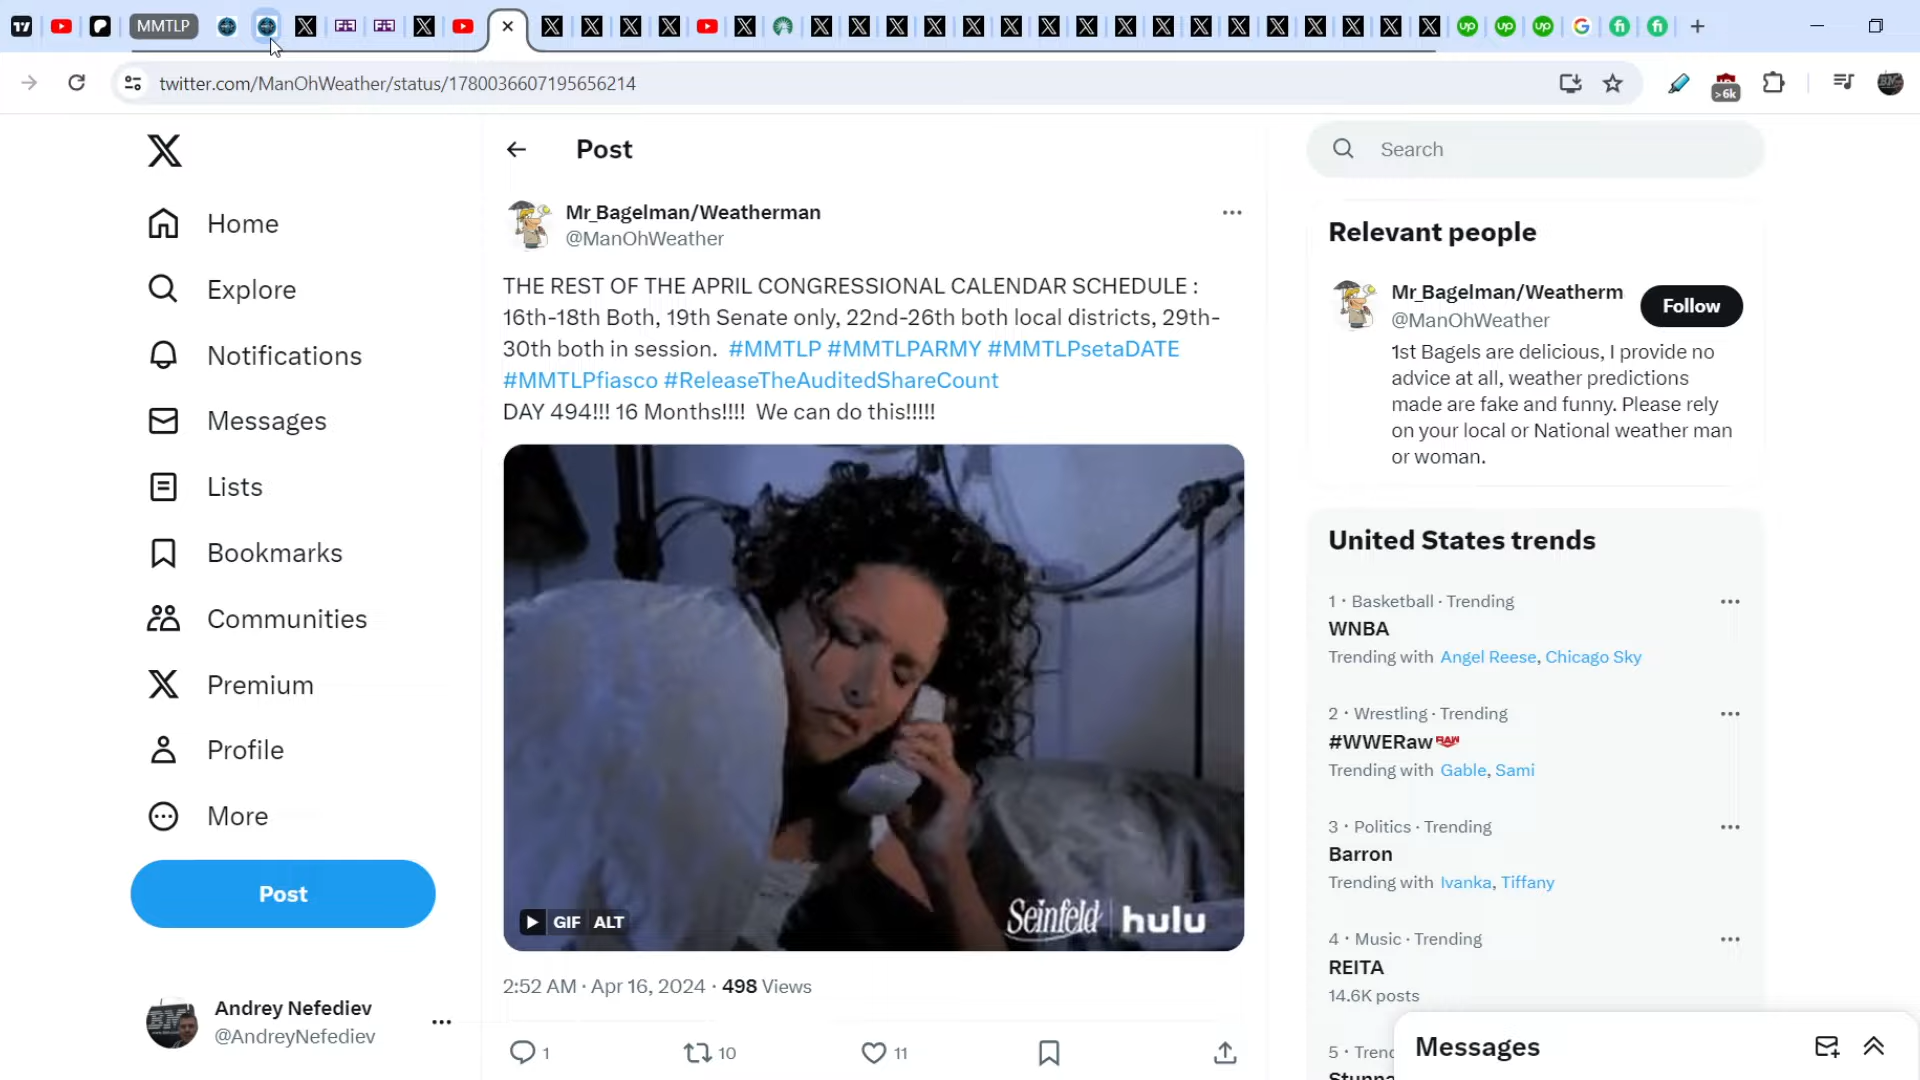 MMTLP
up
up
up
twitter.com/ManOhWeather/status/1780036607195656214
>6k
Post
Search
Home
Explore
Notifications
Messages
Lists
Bookmarks
Communities
Premium
Profile
More
Post
Andrey Nefediev
@AndreyNefediev
Mr_Bagelman/Weatherman
@ManOhWeather
THE REST OF THE APRIL CONGRESSIONAL CALENDAR SCHEDULE :
16th-18th Both, 19th Senate only, 22nd-26th both local districts, 29th-
30th both in session. #MMTLP #MMTLPARMY #MMTLPsetaDATE
#MMTLPfiasco #ReleaseTheAuditedShareCount
DAY 494!!! 16 Months!!!! We can do this!!!!!
GIF ALT
Seinfeld hulu
2:52 AM · Apr 16, 2024 · 498 Views
1
10
11
Relevant people
Mr_Bagelman/Weatherm
@ManOhWeather
Follow
1st Bagels are delicious, I provide no
advice at all, weather predictions
made are fake and funny. Please rely
on your local or National weather man
or woman.
United States trends
1 · Basketball · Trending
WNBA
Trending with Angel Reese, Chicago Sky
2 · Wrestling · Trending
#WWERaw
Trending with Gable, Sami
3 · Politics · Trending
Barron
Trending with Ivanka, Tiffany
4 · Music · Trending
REITA
14.6K posts
5 · Trend
Messages